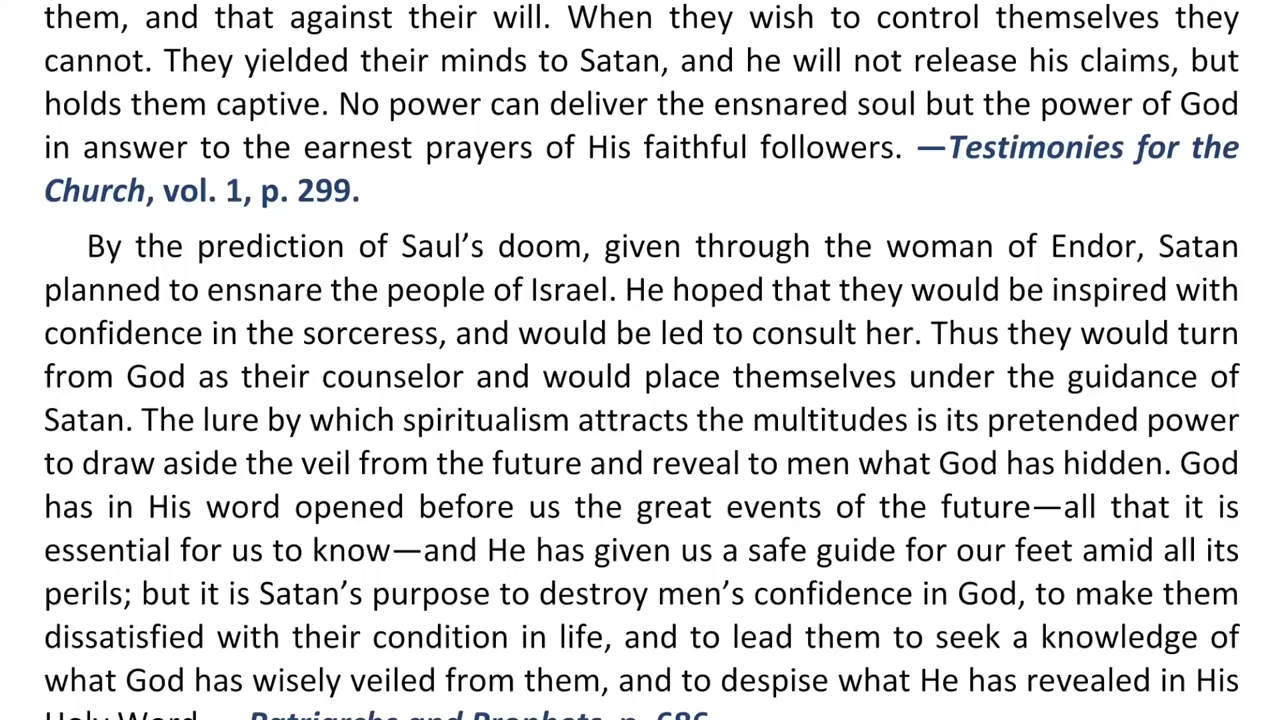 them, and that against their will. When they wish to control themselves they
cannot. They yielded their minds to Satan, and he will not release his claims, but
holds them captive. No power can deliver the ensnared soul but the power of God
in answer to the earnest prayers of His faithful followers. —Testimonies for the
Church, vol. 1, p. 299.
By the prediction of Saul’s doom, given through the woman of Endor, Satan
planned to ensnare the people of Israel. He hoped that they would be inspired with
confidence in the sorceress, and would be led to consult her. Thus they would turn
from God as their counselor and would place themselves under the guidance of
Satan. The lure by which spiritualism attracts the multitudes is its pretended power
to draw aside the veil from the future and reveal to men what God has hidden. God
has in His word opened before us the great events of the future—all that it is
essential for us to know—and He has given us a safe guide for our feet amid all its
perils; but it is Satan’s purpose to destroy men’s confidence in God, to make them
dissatisfied with their condition in life, and to lead them to seek a knowledge of
what God has wisely veiled from them, and to despise what He has revealed in His
Holy Word. —Patriarchs and Prophets, p. 686.